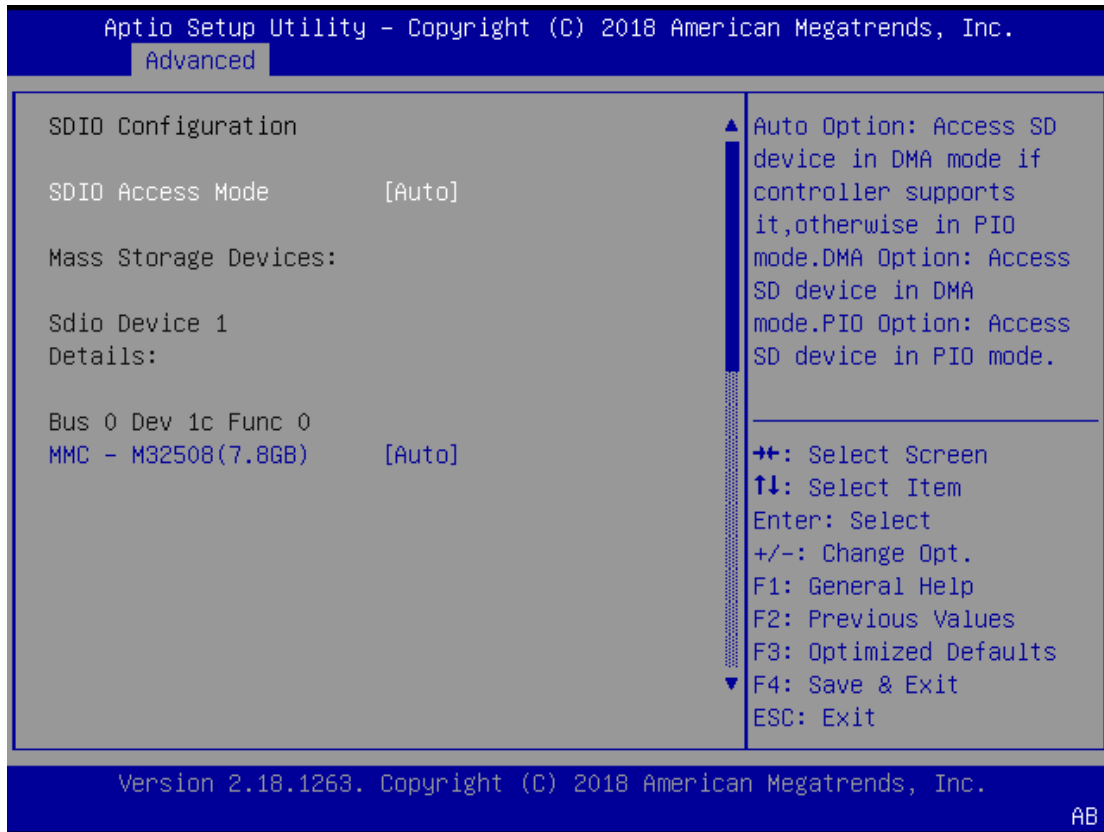 Aptio Setup Utility – Copyright (C) 2018 American Megatrends, Inc.
Advanced
SDIO Configuration
SDIO Access Mode [Auto]
Mass Storage Devices:
Sdio Device 1
Details:
Bus 0 Dev 1c Func 0
MMC – M32508(7.8GB) [Auto]
Auto Option: Access SD
device in DMA mode if
controller supports
it,otherwise in PIO
mode.DMA Option: Access
SD device in DMA
mode.PIO Option: Access
SD device in PIO mode.
→←: Select Screen
↑↓: Select Item
Enter: Select
+/-: Change Opt.
F1: General Help
F2: Previous Values
F3: Optimized Defaults
F4: Save & Exit
ESC: Exit
Version 2.18.1263. Copyright (C) 2018 American Megatrends, Inc.
AB